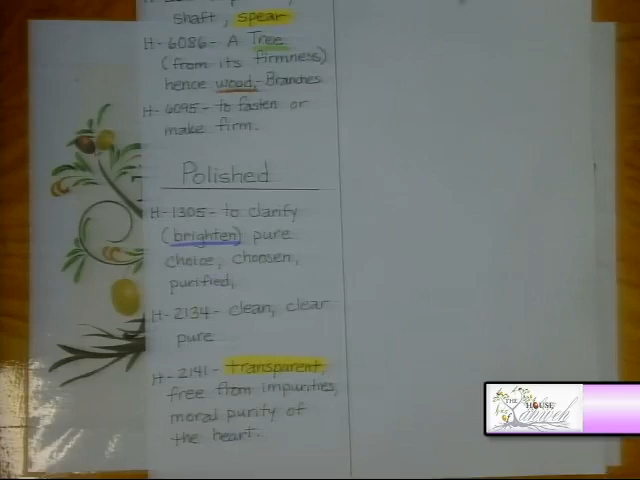 shaft, spear
H-6086- A Tree
(from its firmness)
hence wood,-Branches
H-6095- to fasten or
make firm.
Polished
H-1305- to clarify
(brighten) pure
choice, choosen,
purified,
H-2134- clean, clear
pure
H-2141- transparent,
free from impurities,
moral purity of
the heart.
THE
HOUSE